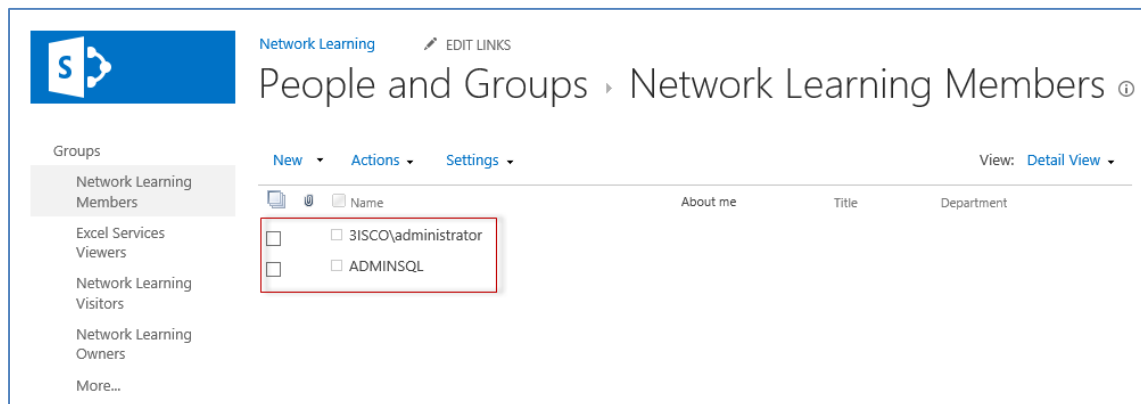 S
Network Learning EDIT LINKS
People and Groups Network Learning Members
Groups
Network Learning
Members
Excel Services
Viewers
Network Learning
Visitors
Network Learning
Owners
More...
New Actions Settings View: Detail View
Name About me Title Department
3ISCO\administrator
ADMINSQL